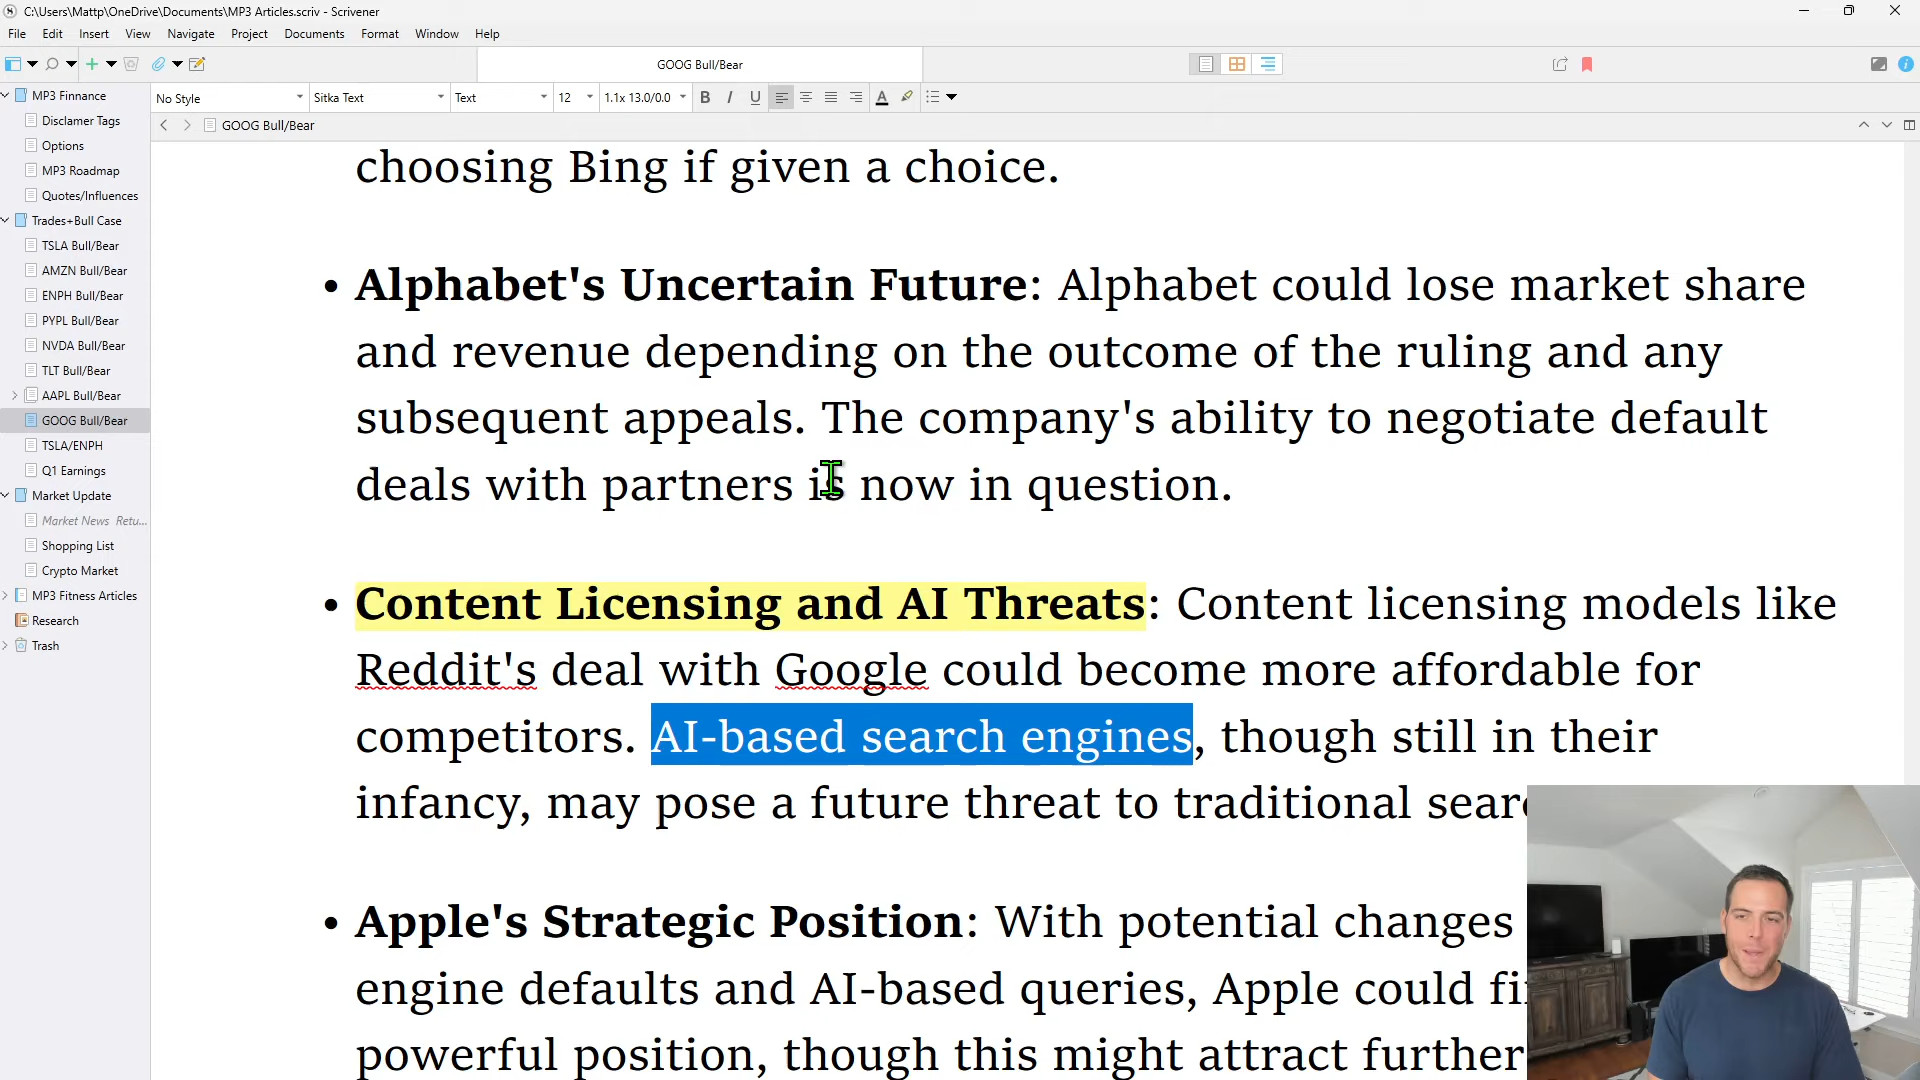 C:\Users\Mattp\OneDrive\Documents\MP3 Articles.scriv - Scrivener
File Edit Insert View Navigate Project Documents Format Window Help
GOOG Bull/Bear
No Style Sitka Text Text 12 1.1x 13.0/0.0 B I U A
GOOG Bull/Bear
MP3 Finnance
Disclamer Tags
Options
MP3 Roadmap
Quotes/Influences
Trades+Bull Case
TSLA Bull/Bear
AMZN Bull/Bear
ENPH Bull/Bear
PYPL Bull/Bear
NVDA Bull/Bear
TLT Bull/Bear
AAPL Bull/Bear
GOOG Bull/Bear
TSLA/ENPH
Q1 Earnings
Market Update
Market News Retu...
Shopping List
Crypto Market
MP3 Fitness Articles
Research
Trash
choosing Bing if given a choice.
• Alphabet's Uncertain Future: Alphabet could lose market share
and revenue depending on the outcome of the ruling and any
subsequent appeals. The company's ability to negotiate default
deals with partners is now in question.
• Content Licensing and AI Threats: Content licensing models like
Reddit's deal with Google could become more affordable for
competitors. AI-based search engines, though still in their
infancy, may pose a future threat to traditional
• Apple's Strategic Position: With potential changes
engine defaults and AI-based queries, Apple could
powerful position, though this might attract further